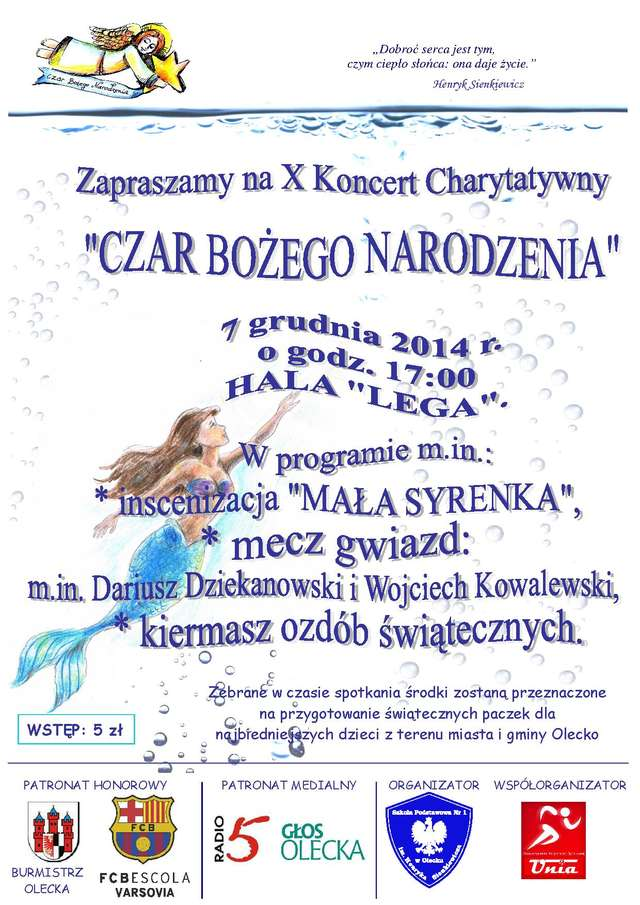 Czar Bożego Narodzenia
„Dobroć serca jest tym,
czym ciepło słońca: ona daje życie."
Henryk Sienkiewicz
Zapraszamy na X Koncert Charytatywny
"CZAR BOŻEGO NARODZENIA"
7 grudnia 2014 r.
o godz. 17:00
HALA "LEGA".
W programie m.in.:
* inscenizacja "MAŁA SYRENKA",
* mecz gwiazd:
m.in. Dariusz Dziekanowski i Wojciech Kowalewski,
* kiermasz ozdób świątecznych.
Zebrane w czasie spotkania środki zostaną przeznaczone
na przygotowanie świątecznych paczek dla
najbiedniejszych dzieci z terenu miasta i gminy Olecko
WSTĘP: 5 zł
PATRONAT HONOROWY
BURMISTRZ
OLECKA
FCB
FCBESCOLA
VARSOVIA
PATRONAT MEDIALNY
RADIO 5
GŁOS
OLECKA
ORGANIZATOR
Szkoła Podstawowa Nr 1
im. Henryka Sienkiewicza
w Olecku
WSPÓŁORGANIZATOR
Unia